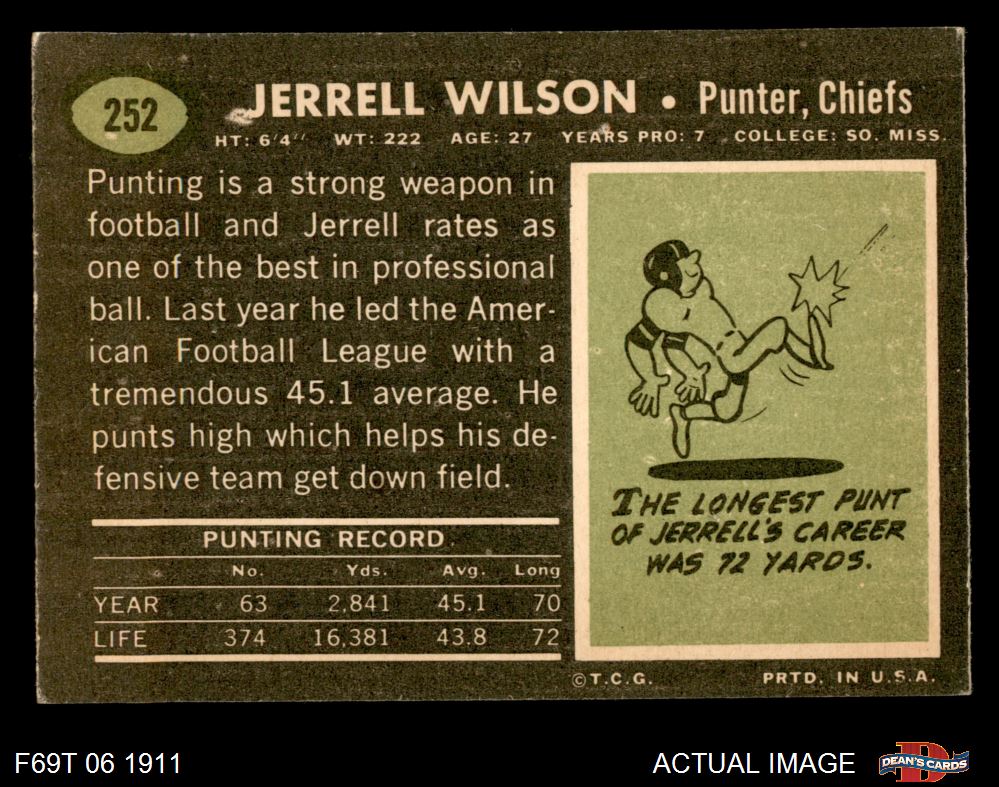 252
JERRELL WILSON • Punter, Chiefs
HT: 6'4" WT: 222 AGE: 27 YEARS PRO: 7 COLLEGE: SO. MISS.
Punting is a strong weapon in
football and Jerrell rates as
one of the best in professional
ball. Last year he led the Amer-
ican Football League with a
tremendous 45.1 average. He
punts high which helps his de-
fensive team get down field.
PUNTING RECORD
No. Yds. Avg. Long
YEAR 63 2,841 45.1 70
LIFE 374 16,381 43.8 72
THE LONGEST PUNT
OF JERRELL'S CAREER
WAS 72 YARDS.
©T.C.G. PRTD. IN U.S.A.
F69T 06 1911
ACTUAL IMAGE
DEAN'S CARDS